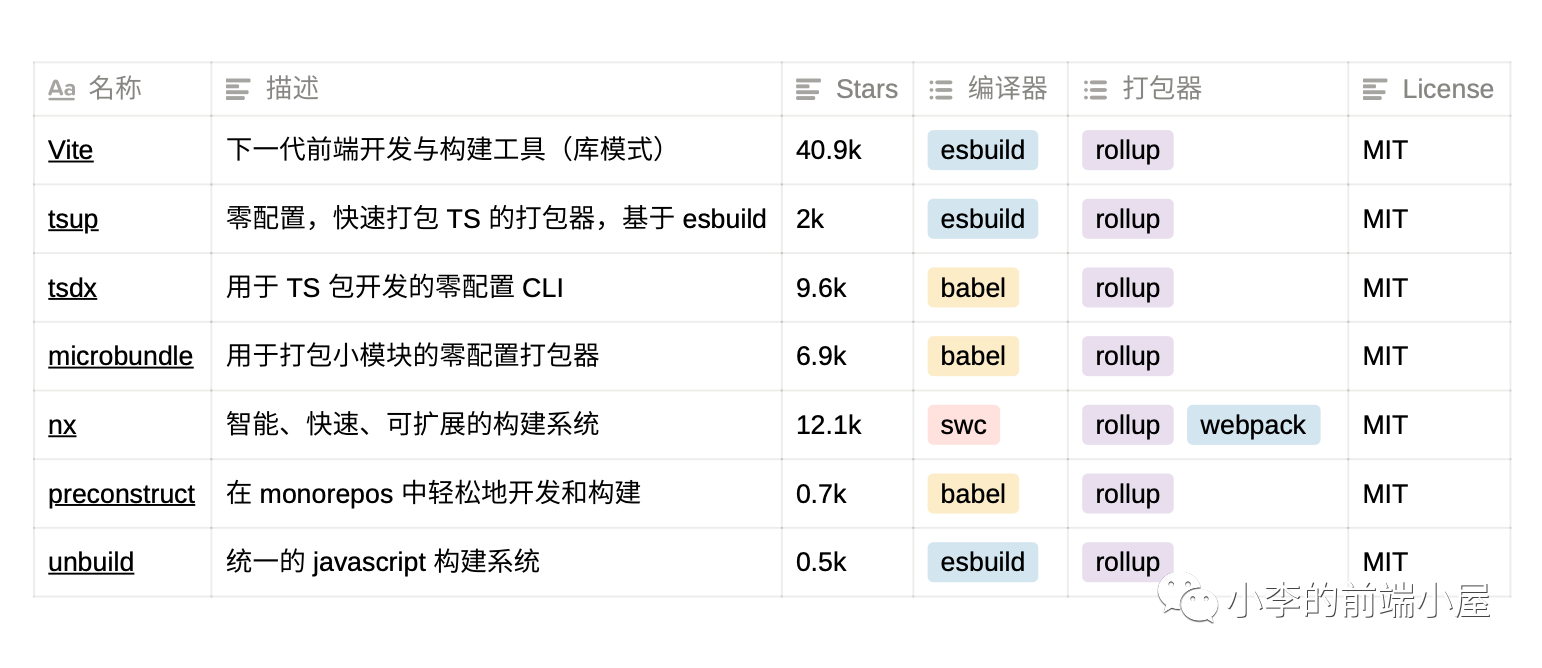 Aa 名称 描述 Stars 编译器 打包器 License
Vite 下一代前端开发与构建工具（库模式） 40.9k esbuild rollup MIT
tsup 零配置，快速打包 TS 的打包器，基于 esbuild 2k esbuild rollup MIT
tsdx 用于 TS 包开发的零配置 CLI 9.6k babel rollup MIT
microbundle 用于打包小模块的零配置打包器 6.9k babel rollup MIT
nx 智能、快速、可扩展的构建系统 12.1k swc rollup webpack MIT
preconstruct 在 monorepos 中轻松地开发和构建 0.7k babel rollup MIT
unbuild 统一的 javascript 构建系统 0.5k esbuild rollup MIT
小李的前端小屋